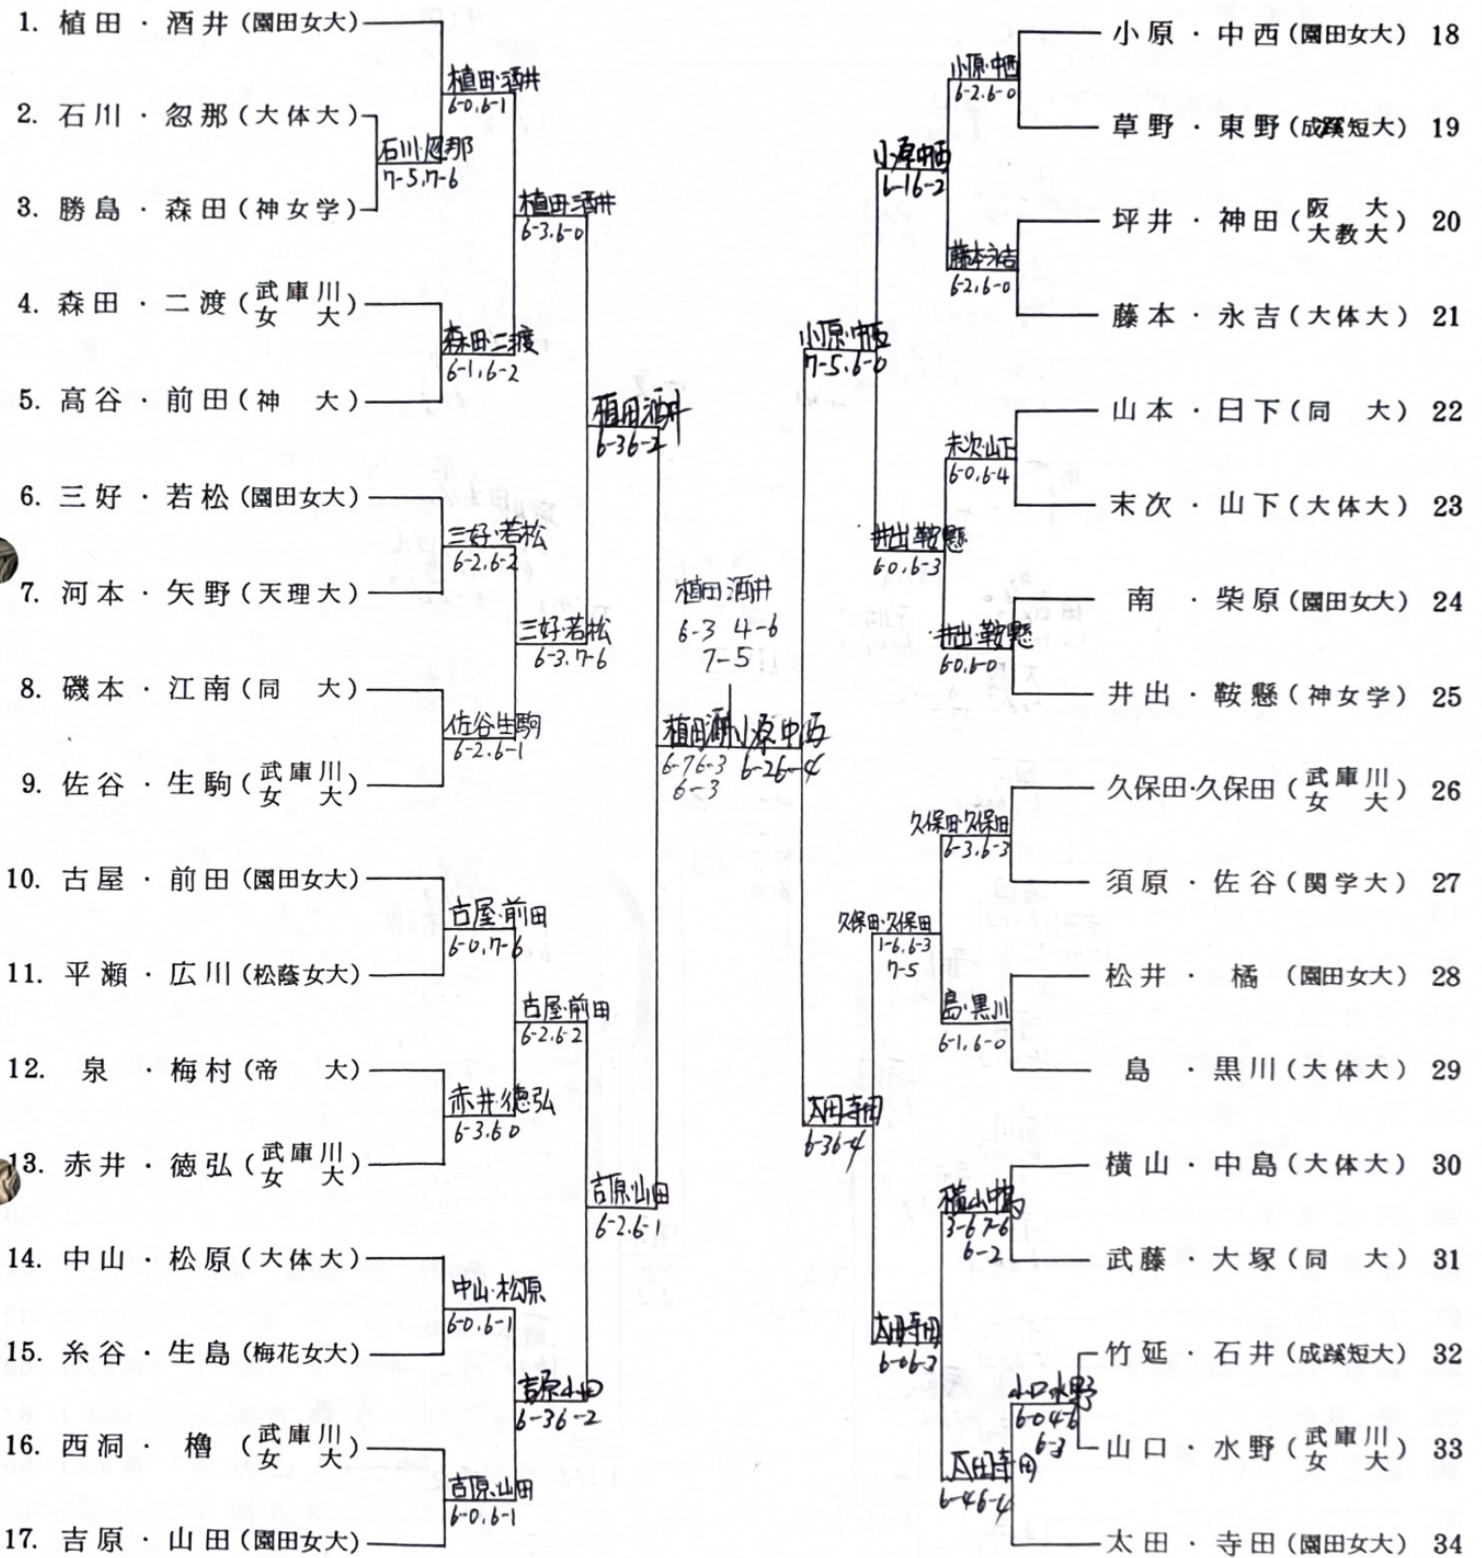 1. 植田・酒井(園田女大)
2. 石川・忽那(大体大)
3. 勝島・森田(神女学)
4. 森田・二渡(武庫川女大)
5.高谷・前田(神 大)
6. 三好・若松(園田女大)
7. 河本・矢野(天理大)
8. 磯本・江南(同 大)
9. 佐谷・生駒(武庫川女大)
10. 古屋・前田(園田女大)
11. 平瀬・広川(松蔭女大)
12. 泉 ・梅村(帝 大)
13. 赤井・徳弘(武庫川女大)
14. 中山・松原(大体大)
15. 糸谷・生島(梅花女大)
16. 西洞・ 櫓 (武庫川女大)
17. 吉原・山田(園田女大)
石川・忽那
7-5,7-6
植田・酒井
6-0,6-1
森田・二渡
6-1,6-2
三好・若松
6-2,6-2
佐谷生駒
6-2,6-1
古屋・前田
6-0,7-6
赤井・徳弘
6-3,6 0
中山・松原
6-0,6-1
吉原・山田
6-0,6-1
植田・酒井
6-3,6-0
三好・若松
6-3,7-6
古屋・前田
6-2,6-2
吉原山田
6-3 6-2
植田酒井
6-3 6-2
吉原・山田
6-2,6-1
植田酒井
6-7 6-3
6-3
植田酒井
6-3 4-6
7-5
小原中西
6-2 6-4
小原・中西
7-5,6-0
太田寺田
6-3 6-4
小原中西
6-1 6-2
井出鞍懸
6 0,6-3
久保田・久保田
1-6,6-3
7-5
太田寺田
小原・中西
6-2,6-0
藤本永吉
6-2,6-0
末次・山下
6-0,6-4
井出・鞍懸
6 0,6-0
久保田・久保田
6-3,6-3
島・黒川
6-1,6-0
横山中島
3-6 7-6
6-2
太田寺田
6-4 6-4
水野
6-0 4-6
6-3
小原・中西(園田女大) 18
草野・東野(成蹊短大) 19
坪井・神田(阪 大 大教大) 20
藤本・永吉(大体大) 21
山本・日下(同 大) 22
末次・山下(大体大) 23
南 ・柴原(園田女大) 24
井出・鞍懸(神女学) 25
久保田・久保田(武庫川女大) 26
須原・佐谷(関学大) 27
松井・ 橘 (園田女大) 28
島 ・黒川(大体大) 29
横山・中島(大体大) 30
武藤・大塚(同 大) 31
竹延・石井(成蹊短大) 32
山口・水野(武庫川女大) 33
太田・寺田(園田女大) 34